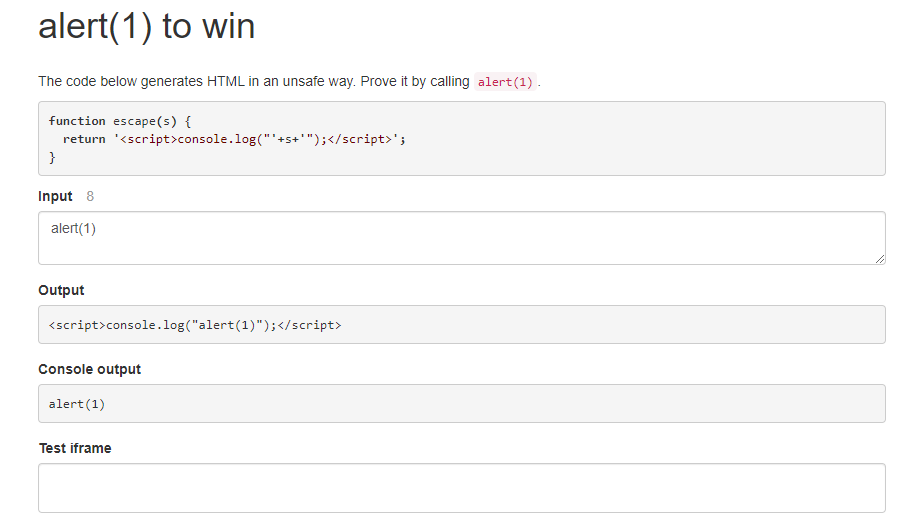 alert(1) to win
The code below generates HTML in an unsafe way. Prove it by calling alert(1).
function escape(s) {
  return '<script>console.log("'+s+'");</script>';
}
Input 8
alert(1)
Output
<script>console.log("alert(1)");</script>
Console output
alert(1)
Test iframe